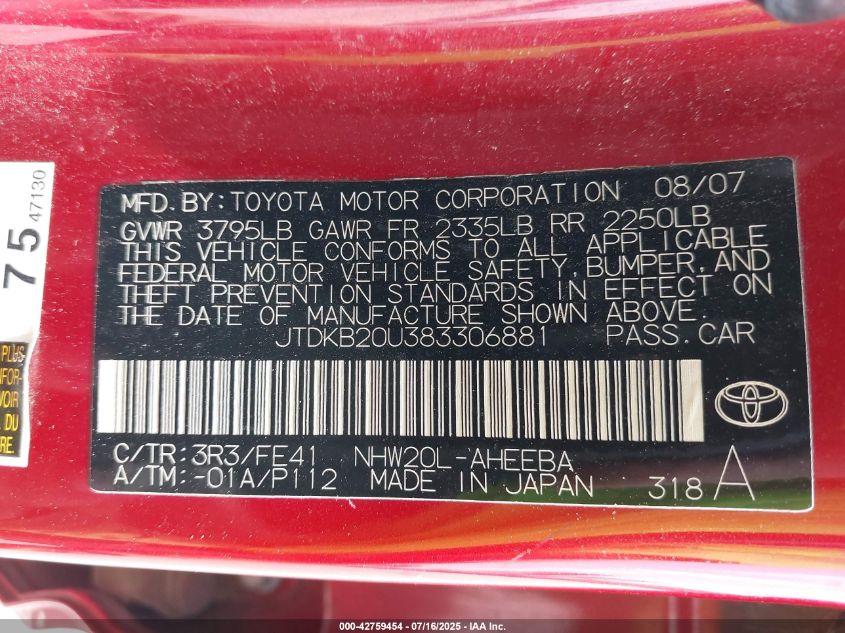 MFD. BY: TOYOTA MOTOR CORPORATION 08/07
GVWR 3795LB GAWR FR 2335LB RR 2250LB
THIS VEHICLE CONFORMS TO ALL APPLICABLE
FEDERAL MOTOR VEHICLE SAFETY, BUMPER, AND
THEFT PREVENTION STANDARDS IN EFFECT ON
THE DATE OF MANUFACTURE SHOWN ABOVE.
JTDKB20U383306881 PASS. CAR
C/TR: 3R3/FE41 NHW20L-AHEEBA
A/TM: -01A/P112 MADE IN JAPAN 318 A
75
47130
PLUS
VOIR
DU
000-42759454 - 07/16/2025 - IAA Inc.